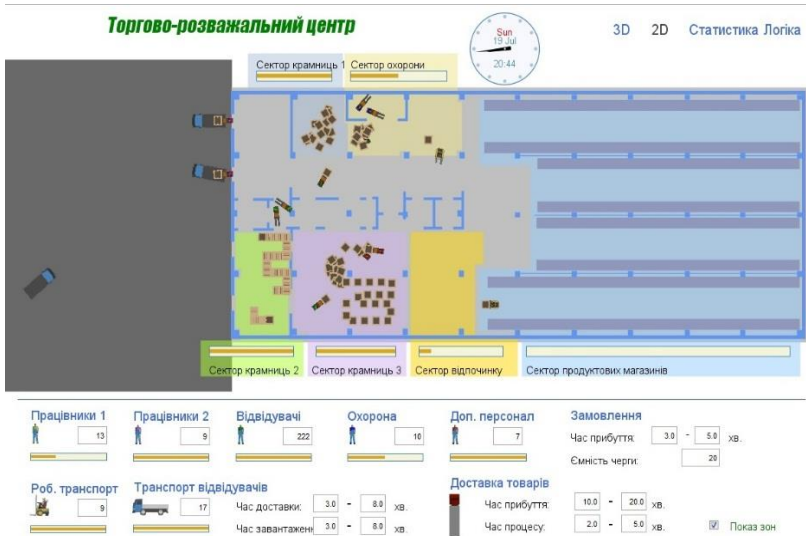 Торгово-розважальний центр
Sun
19 Jul
20:44
3D 2D Статистика Логіка
Сектор крамниць 1 Сектор охорони
Сектор крамниць 2 Сектор крамниць 3 Сектор відпочинку Сектор продуктових магазинів
Працівники 1 Працівники 2 Відвідувачі Охорона Доп. персонал Замовлення
13 9 222 10 7
Час прибуття: 3.0 - 5.0 хв.
Ємність черги: 20
Роб. транспорт Транспорт відвідувачів Доставка товарів
9 17
Час доставки: 3.0 - 8.0 хв. Час прибуття: 10.0 - 20.0 хв.
Час завантаженн 3.0 - 8.0 хв. Час процесу: 2.0 - 5.0 хв. Показ зон